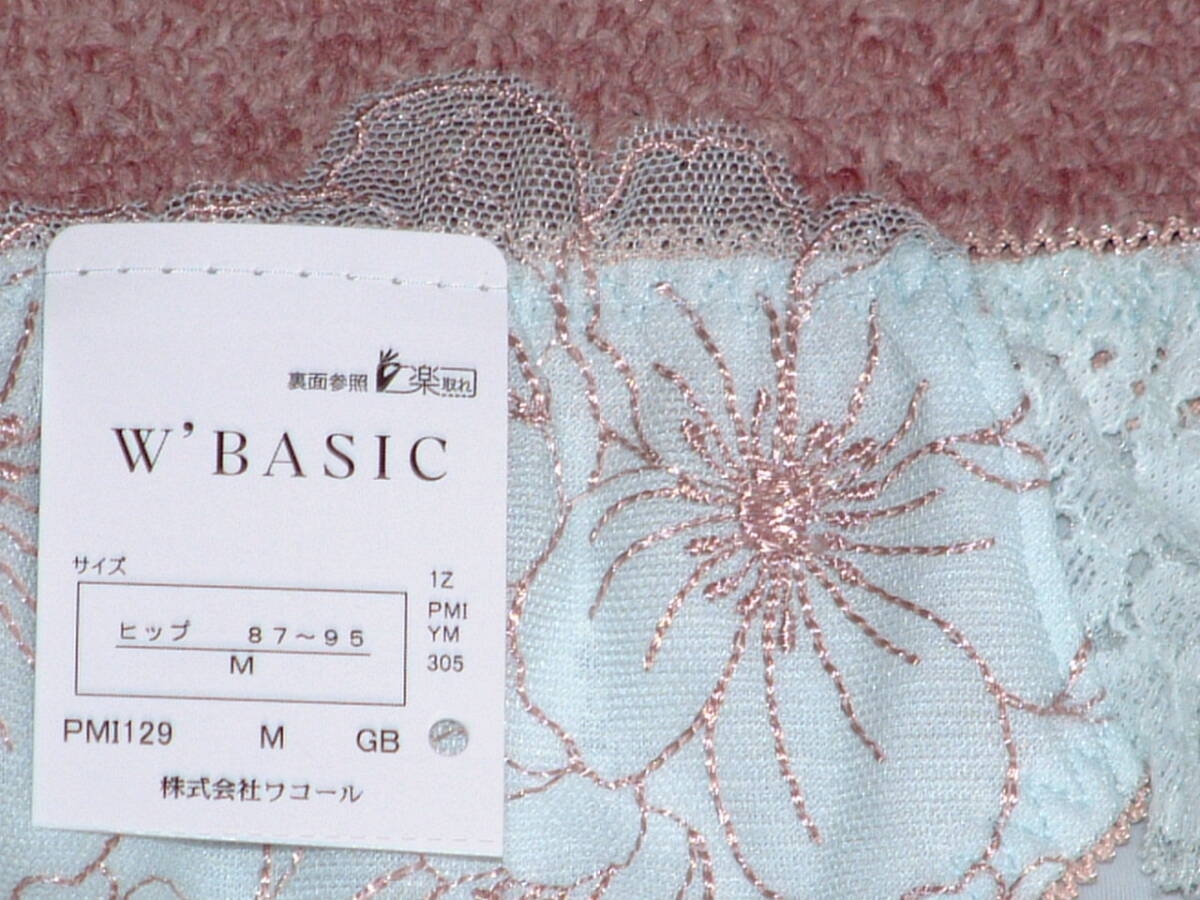 裏面参照 楽取れ
W'BASIC
サイズ
ヒップ 87～95
M
1Z
PMI
YM
305
PMI129 M GB
株式会社ワコール